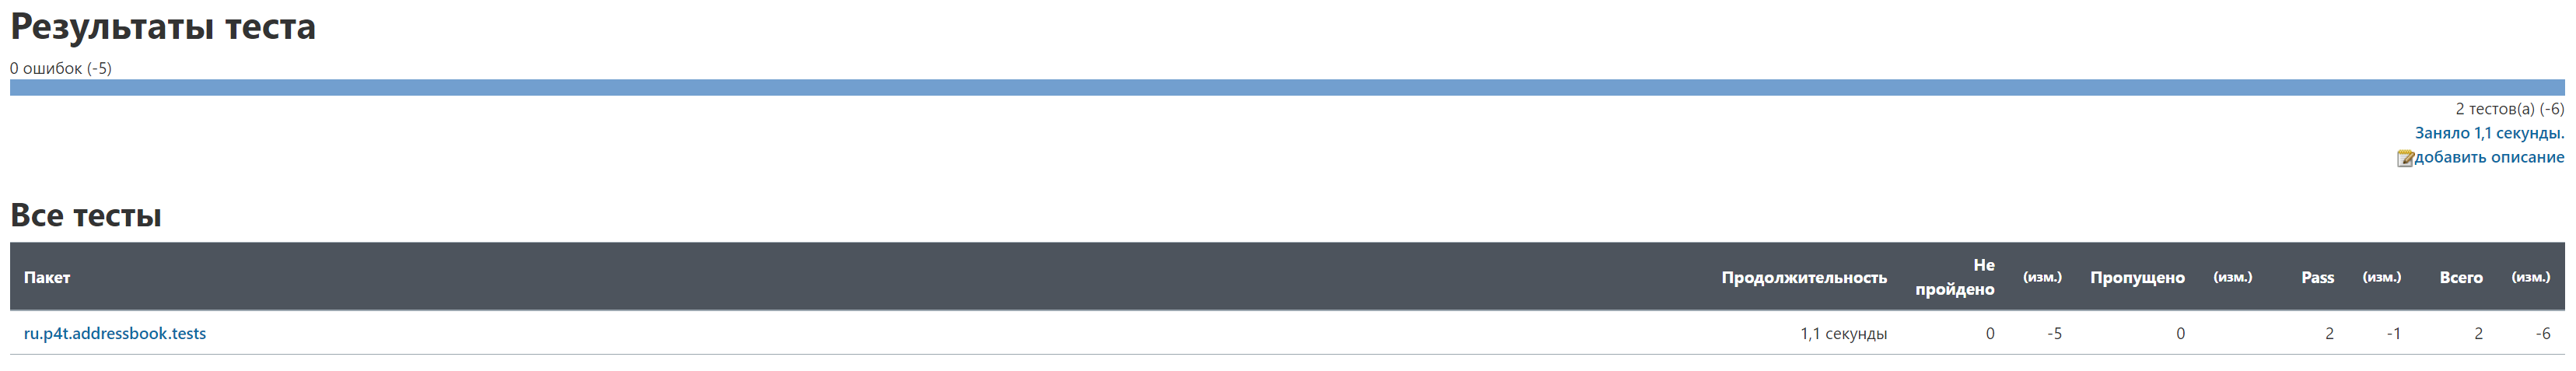 Результаты теста
0 ошибок (-5)
2 тестов(а) (-6)
Заняло 1,1 секунды.
добавить описание
Все тесты
Пакет Продолжительность Не пройдено (изм.) Пропущено (изм.) Pass (изм.) Всего (изм.)
ru.p4t.addressbook.tests 1,1 секунды 0 -5 0 2 -1 2 -6